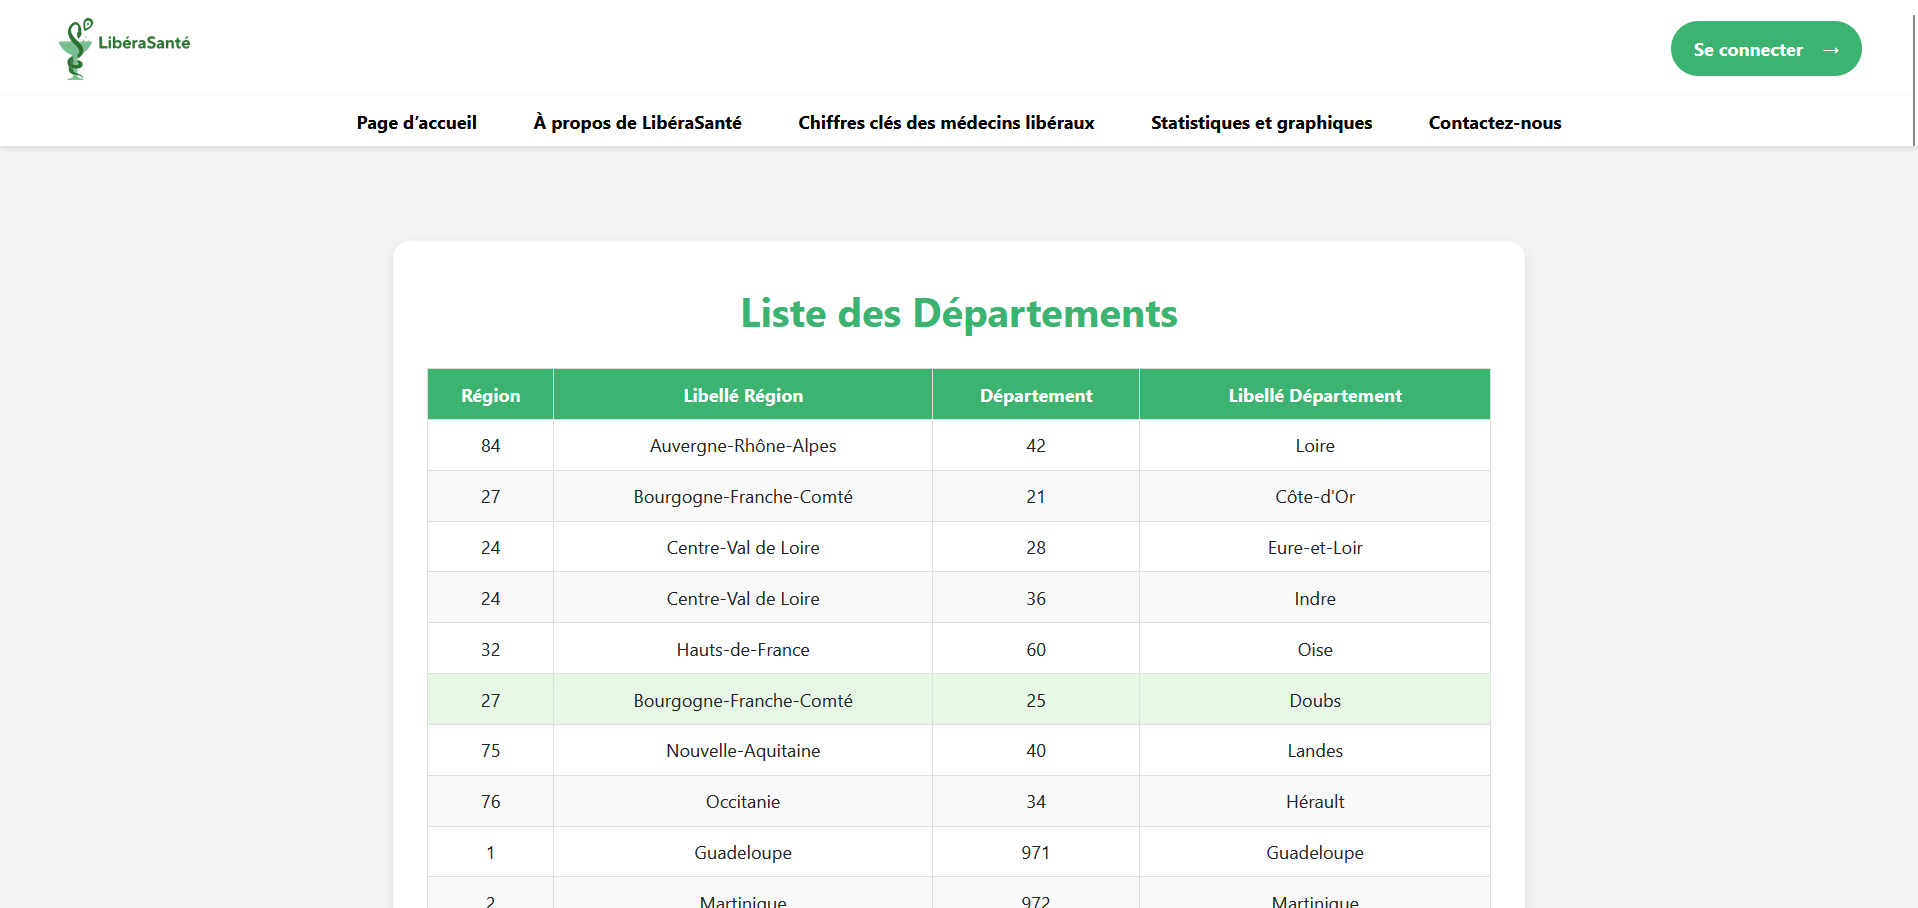 LibéraSanté
Se connecter →
Page d’accueil À propos de LibéraSanté Chiffres clés des médecins libéraux Statistiques et graphiques Contactez-nous
Liste des Départements
Région Libellé Région Département Libellé Département
84 Auvergne-Rhône-Alpes 42 Loire
27 Bourgogne-Franche-Comté 21 Côte-d'Or
24 Centre-Val de Loire 28 Eure-et-Loir
24 Centre-Val de Loire 36 Indre
32 Hauts-de-France 60 Oise
27 Bourgogne-Franche-Comté 25 Doubs
75 Nouvelle-Aquitaine 40 Landes
76 Occitanie 34 Hérault
1 Guadeloupe 971 Guadeloupe
2 Martinique 972 Martinique